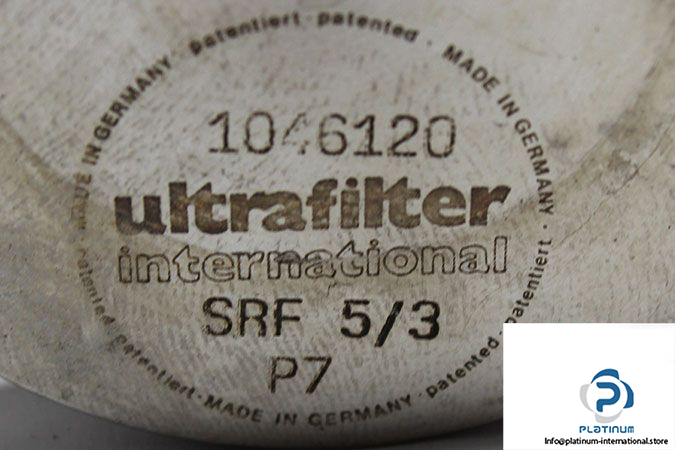 1046120
ultrafilter
international
SRF 5/3
P7
MADE IN GERMANY · patentiert · patented · MADE IN GERMANY · patentiert · patented · MADE IN GERMANY · patentiert · patented ·
PLATINUM
Info@platinum-international.store